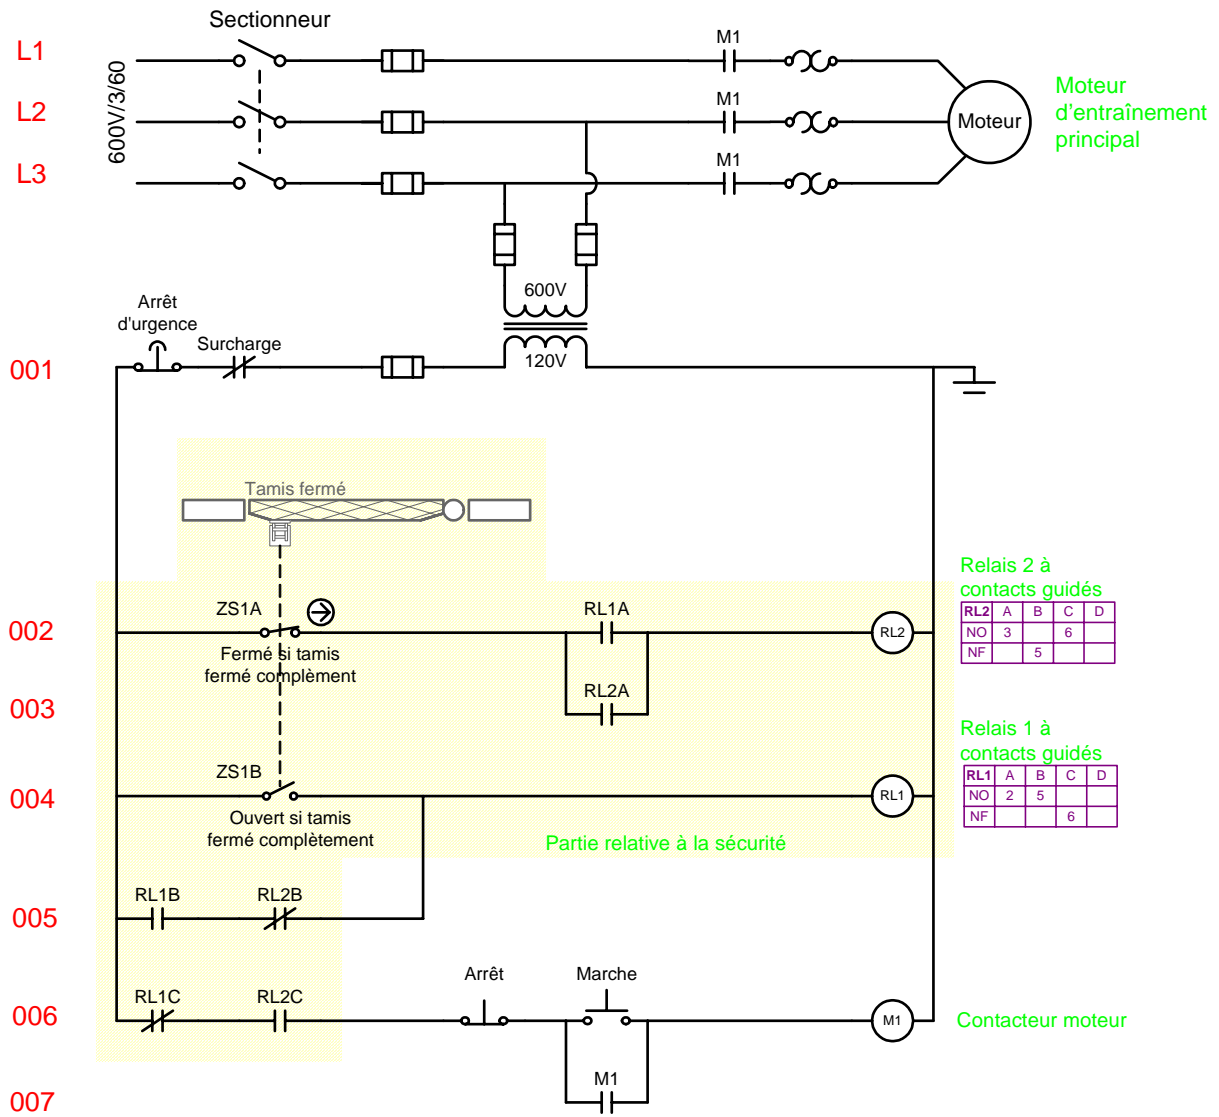 Sectionneur
L1
L2
L3
600V/3/60
M1
M1
M1
Moteur
Moteur
d'entraînement
principal
600V
120V
Arrêt
d'urgence
Surcharge
001
Tamis fermé
002
ZS1A
Fermé si tamis
fermé complèment
RL1A
RL2
Relais 2 à
contacts guidés
RL2 A B C D
NO 3 6
NF 5
003
RL2A
004
ZS1B
Ouvert si tamis
fermé complètement
RL1
Relais 1 à
contacts guidés
RL1 A B C D
NO 2 5
NF 6
Partie relative à la sécurité
005
RL1B
RL2B
006
RL1C
RL2C
Arrêt
Marche
M1
Contacteur moteur
007
M1